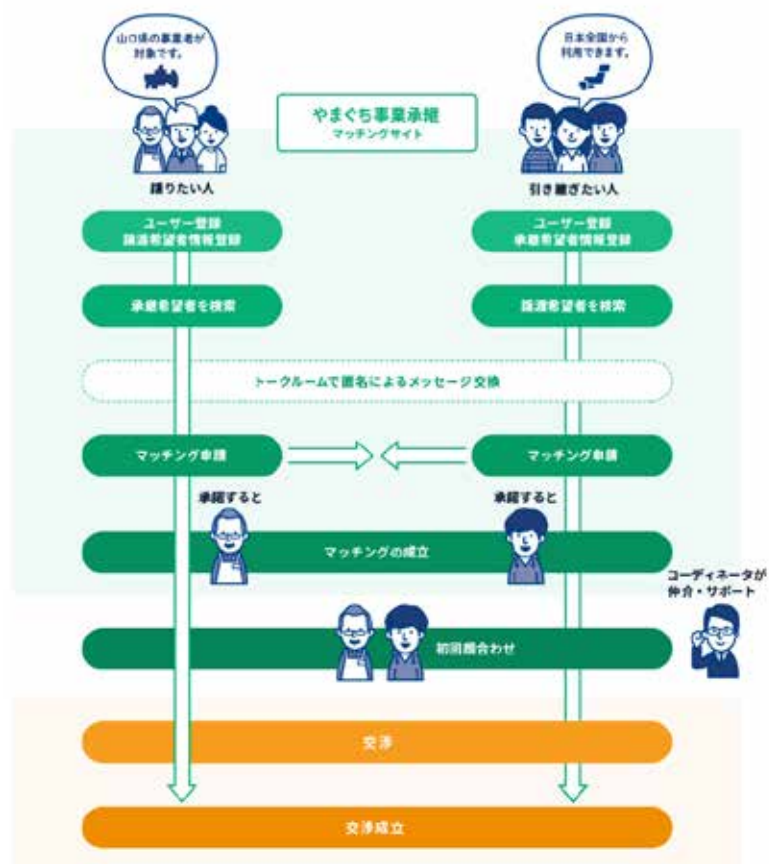 山口県の事業者が
対象です。
日本全国から
利用できます。
やまぐち事業承継
マッチングサイト
譲りたい人
引き継ぎたい人
ユーザー登録
譲渡希望者情報登録
ユーザー登録
承継希望者情報登録
承継希望者を検索
譲渡希望者を検索
トークルームで匿名によるメッセージ交換
マッチング申請
マッチング申請
承諾すると
承諾すると
マッチングの成立
コーディネータが
仲介・サポート
初回顔合わせ
交渉
交渉成立